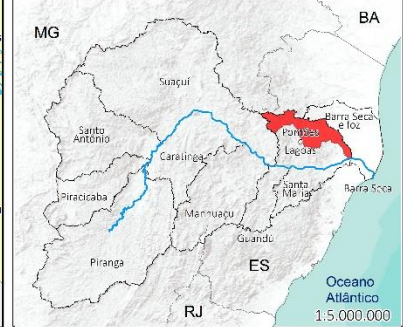 MG
BA
Suaçuí
Barra Seca
e foz
Santo
Antônio
Pontões
e
Lagoas
Caratinga
Santa
Maria
Barra Seca
Piracicaba
Manhuaçu
Guandú
Piranga
ES
RJ
Oceano
Atlântico
1:5.000.000